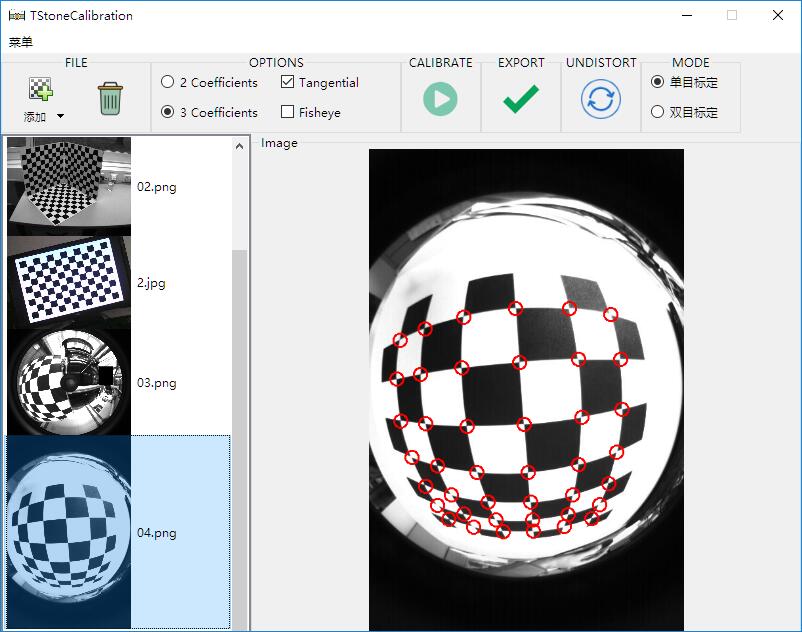 TStoneCalibration
菜单
FILE
OPTIONS
CALIBRATE
EXPORT
UNDISTORT
MODE
添加
2 Coefficients
Tangential
3 Coefficients
Fisheye
单目标定
双目标定
Image
02.png
2.jpg
03.png
04.png